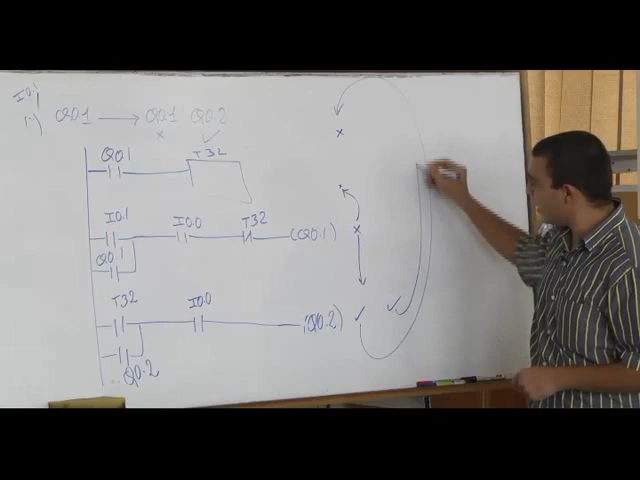 I0.1
Q0.1 → Q0.1 Q0.2
× ✓
Q0.1 T32
×
I0.1 I0.0 T32 (Q0.1) ×
Q0.1
T32 I0.0 (Q0.2) ✓ ✓
Q0.2